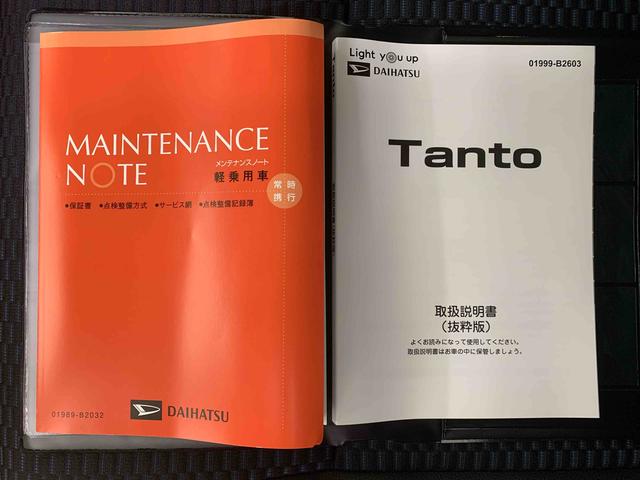 MAINTENANCE
NOTE
メンテナンスノート
軽乗用車
常時
携行
●保証書 ●点検整備方式 ●サービス網 ●点検整備記録簿
01989-B2032
DAIHATSU
Light you up
DAIHATSU
01999-B2603
Tanto
取扱説明書
（抜粋版）
よくお読みになって使用してください。
取扱説明書はお車の中に保管しましょう。